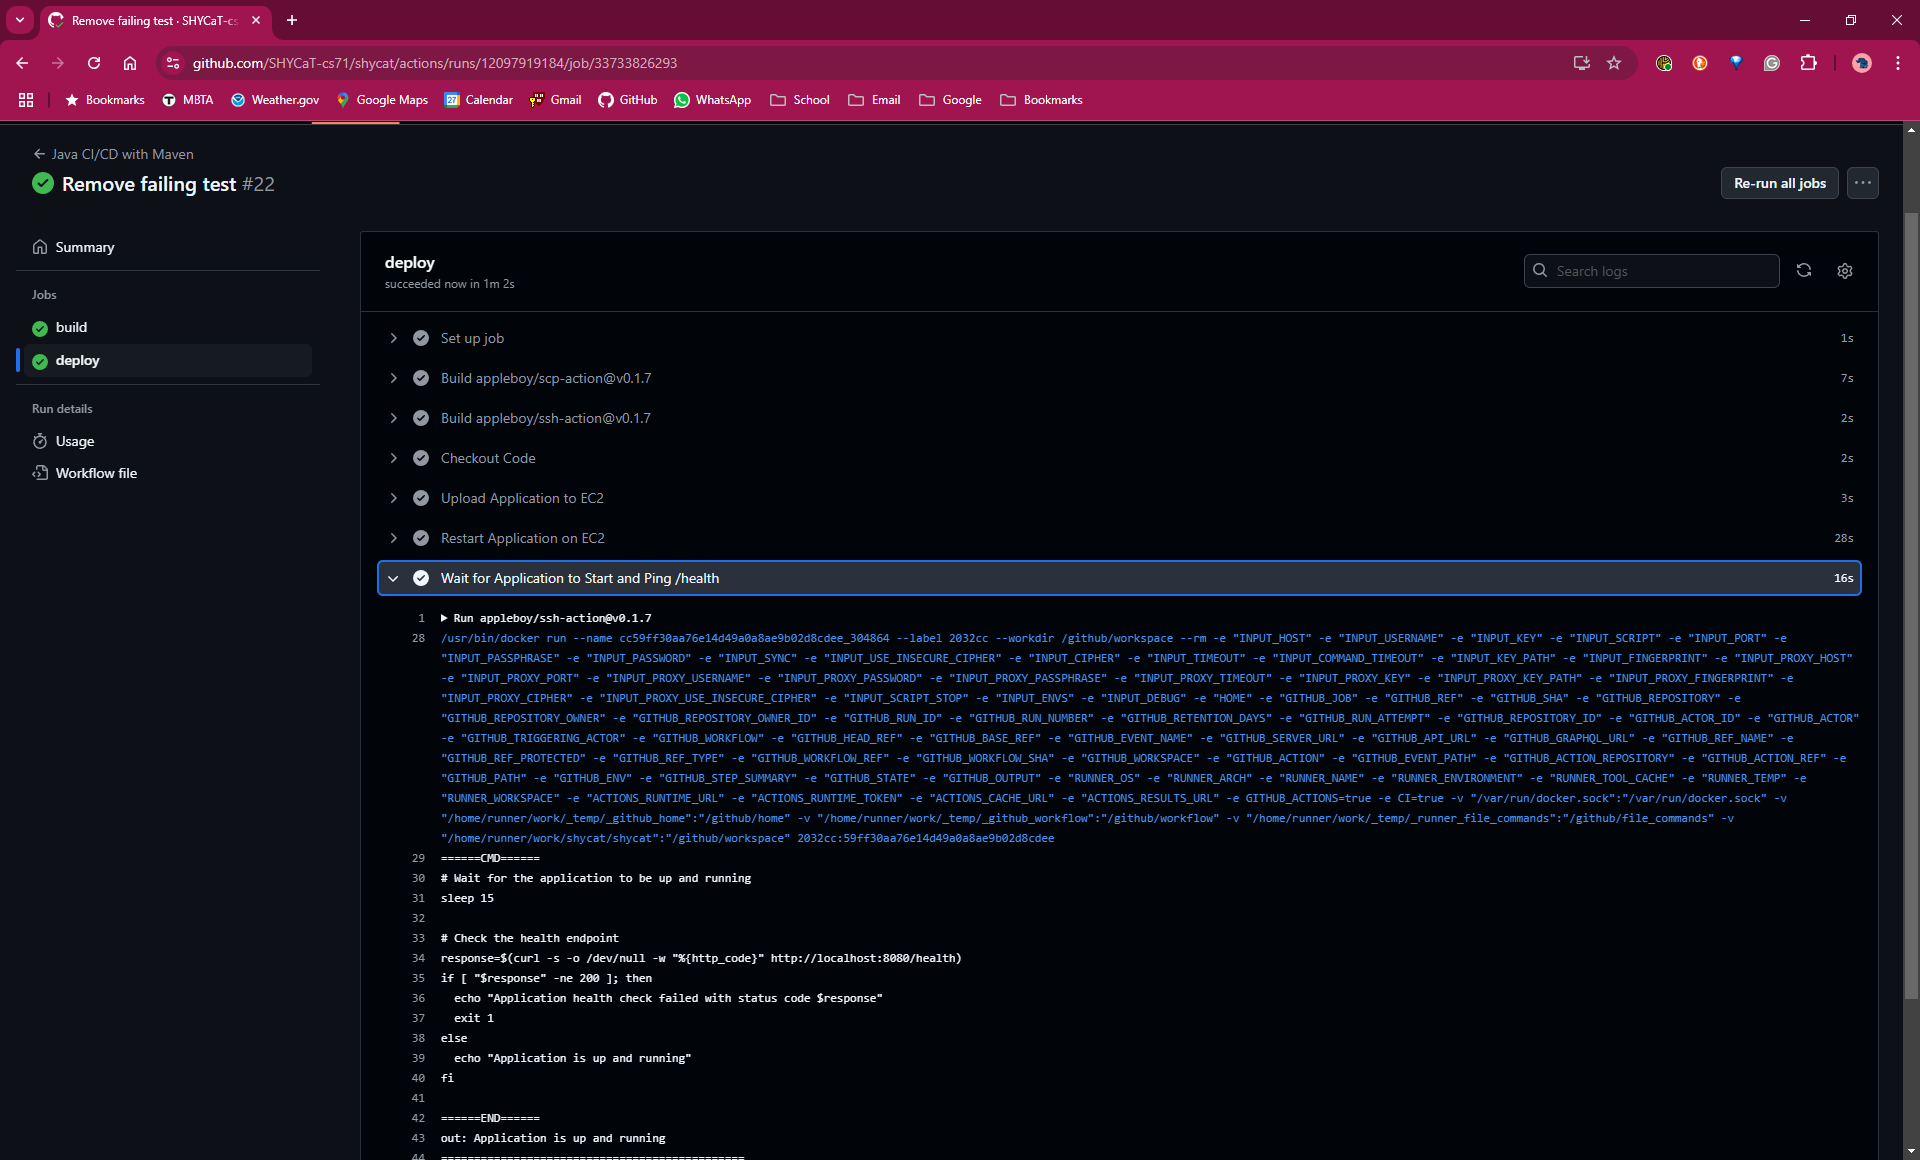 Remove failing test · SHYCaT-cs
github.com/SHYCaT-cs71/shycat/actions/runs/12097919184/job/33733826293
Bookmarks MBTA Weather.gov Google Maps 27 Calendar Gmail GitHub WhatsApp School Email Google Bookmarks
Java CI/CD with Maven
Remove failing test #22
Re-run all jobs
Summary
Jobs
build
deploy
Run details
Usage
Workflow file
deploy
succeeded now in 1m 2s
Search logs
Set up job 1s
Build appleboy/scp-action@v0.1.7 7s
Build appleboy/ssh-action@v0.1.7 2s
Checkout Code 2s
Upload Application to EC2 3s
Restart Application on EC2 28s
Wait for Application to Start and Ping /health 16s
1 Run appleboy/ssh-action@v0.1.7
28 /usr/bin/docker run --name cc59ff30aa76e14d49a0a8ae9b02d8cdee_304864 --label 2032cc --workdir /github/workspace --rm -e "INPUT_HOST" -e "INPUT_USERNAME" -e "INPUT_KEY" -e "INPUT_SCRIPT" -e "INPUT_PORT" -e
"INPUT_PASSPHRASE" -e "INPUT_PASSWORD" -e "INPUT_SYNC" -e "INPUT_USE_INSECURE_CIPHER" -e "INPUT_CIPHER" -e "INPUT_TIMEOUT" -e "INPUT_COMMAND_TIMEOUT" -e "INPUT_KEY_PATH" -e "INPUT_FINGERPRINT" -e "INPUT_PROXY_HOST"
-e "INPUT_PROXY_PORT" -e "INPUT_PROXY_USERNAME" -e "INPUT_PROXY_PASSWORD" -e "INPUT_PROXY_PASSPHRASE" -e "INPUT_PROXY_TIMEOUT" -e "INPUT_PROXY_KEY" -e "INPUT_PROXY_KEY_PATH" -e "INPUT_PROXY_FINGERPRINT" -e
"INPUT_PROXY_CIPHER" -e "INPUT_PROXY_USE_INSECURE_CIPHER" -e "INPUT_SCRIPT_STOP" -e "INPUT_ENVS" -e "INPUT_DEBUG" -e "HOME" -e "GITHUB_JOB" -e "GITHUB_REF" -e "GITHUB_SHA" -e "GITHUB_REPOSITORY" -e
"GITHUB_REPOSITORY_OWNER" -e "GITHUB_REPOSITORY_OWNER_ID" -e "GITHUB_RUN_ID" -e "GITHUB_RUN_NUMBER" -e "GITHUB_RETENTION_DAYS" -e "GITHUB_RUN_ATTEMPT" -e "GITHUB_REPOSITORY_ID" -e "GITHUB_ACTOR_ID" -e "GITHUB_ACTOR"
-e "GITHUB_TRIGGERING_ACTOR" -e "GITHUB_WORKFLOW" -e "GITHUB_HEAD_REF" -e "GITHUB_BASE_REF" -e "GITHUB_EVENT_NAME" -e "GITHUB_SERVER_URL" -e "GITHUB_API_URL" -e "GITHUB_GRAPHQL_URL" -e "GITHUB_REF_NAME" -e
"GITHUB_REF_PROTECTED" -e "GITHUB_REF_TYPE" -e "GITHUB_WORKFLOW_REF" -e "GITHUB_WORKFLOW_SHA" -e "GITHUB_WORKSPACE" -e "GITHUB_ACTION" -e "GITHUB_EVENT_PATH" -e "GITHUB_ACTION_REPOSITORY" -e "GITHUB_ACTION_REF" -e
"GITHUB_PATH" -e "GITHUB_ENV" -e "GITHUB_STEP_SUMMARY" -e "GITHUB_STATE" -e "GITHUB_OUTPUT" -e "RUNNER_OS" -e "RUNNER_ARCH" -e "RUNNER_NAME" -e "RUNNER_ENVIRONMENT" -e "RUNNER_TOOL_CACHE" -e "RUNNER_TEMP" -e
"RUNNER_WORKSPACE" -e "ACTIONS_RUNTIME_URL" -e "ACTIONS_RUNTIME_TOKEN" -e "ACTIONS_CACHE_URL" -e "ACTIONS_RESULTS_URL" -e GITHUB_ACTIONS=true -e CI=true -v "/var/run/docker.sock":"/var/run/docker.sock" -v
"/home/runner/work/_temp/_github_home":"/github/home" -v "/home/runner/work/_temp/_github_workflow":"/github/workflow" -v "/home/runner/work/_temp/_runner_file_commands":"/github/file_commands" -v
"/home/runner/work/shycat/shycat":"/github/workspace" 2032cc:59ff30aa76e14d49a0a8ae9b02d8cdee
29 ======CMD======
30 # Wait for the application to be up and running
31 sleep 15
32
33 # Check the health endpoint
34 response=$(curl -s -o /dev/null -w "%{http_code}" http://localhost:8080/health)
35 if [ "$response" -ne 200 ]; then
36 echo "Application health check failed with status code $response"
37 exit 1
38 else
39 echo "Application is up and running"
40 fi
41
42 ======END======
43 out: Application is up and running
44 ==============================================